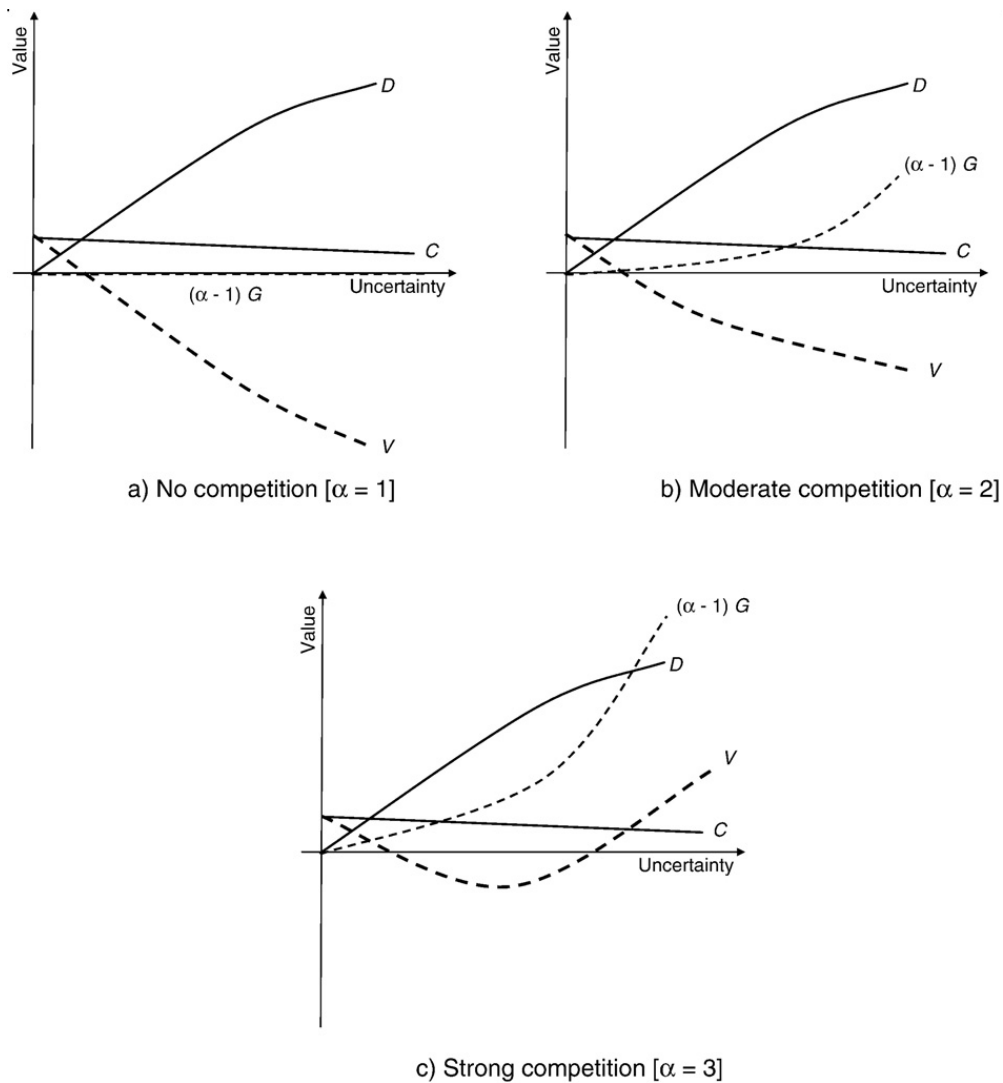 Value
D
C
(α - 1) G
Uncertainty
V
a) No competition [α = 1]
Value
D
(α - 1) G
C
Uncertainty
V
b) Moderate competition [α = 2]
Value
(α - 1) G
D
V
C
Uncertainty
c) Strong competition [α = 3]